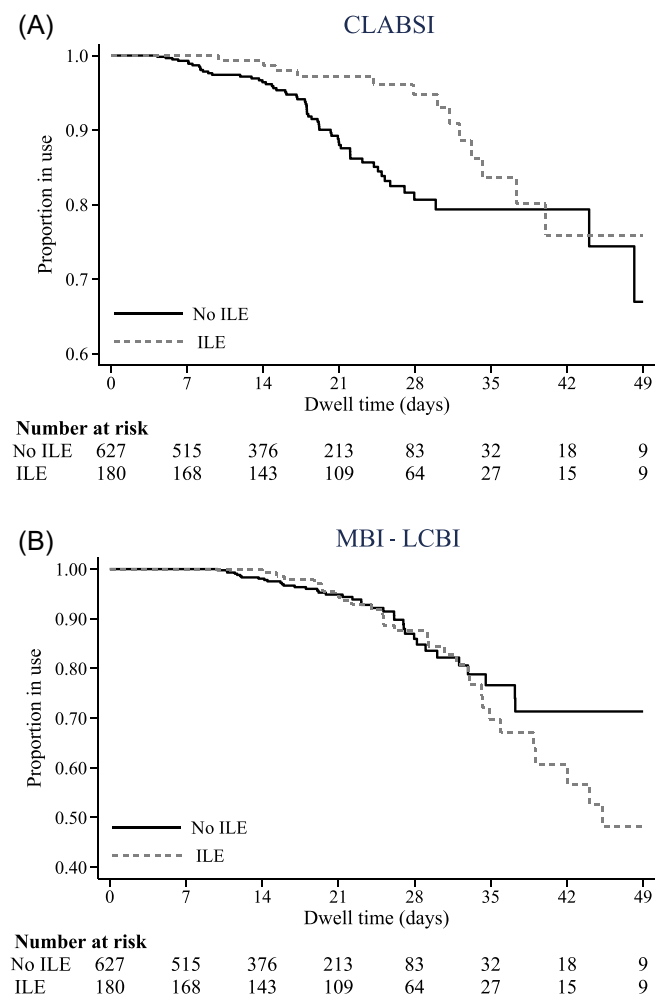 (A)
CLABSI
1.0
0.9
0.8
0.7
0.6
Proportion in use
No ILE
ILE
0 7 14 21 28 35 42 49
Dwell time (days)
Number at risk
No ILE 627 515 376 213 83 32 18 9
ILE 180 168 143 109 64 27 15 9
(B)
MBI - LCBI
1.00
0.90
0.80
0.70
0.60
0.50
0.40
Proportion in use
No ILE
ILE
0 7 14 21 28 35 42 49
Dwell time (days)
Number at risk
No ILE 627 515 376 213 83 32 18 9
ILE 180 168 143 109 64 27 15 9